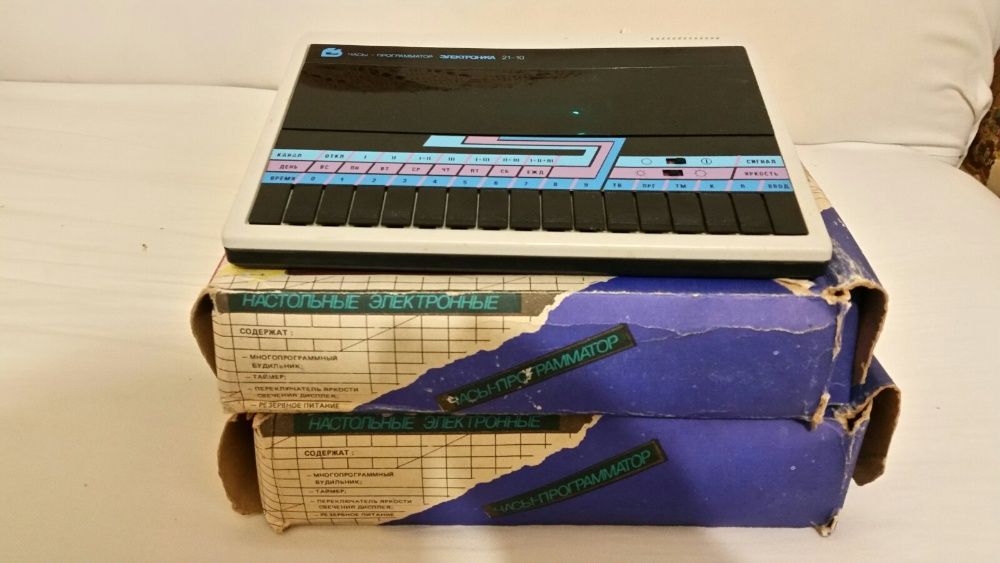 ЧАСЫ - ПРОГРАММАТОР ЭЛЕКТРОНИКА 21-10
КАНАЛ ОТКЛ I II I-II III I-III II-III I-II-III СИГНАЛ
ДЕНЬ ВС ПН ВТ СР ЧТ ПТ СБ ЕЖД ЯРКОСТЬ
ВРЕМЯ 0 1 2 3 4 5 6 7 8 9 ТВ ПРГ ТМ К В ВВОД
НАСТОЛЬНЫЕ ЭЛЕКТРОННЫЕ
СОДЕРЖАТ :
— МНОГОПРОГРАММНЫЙ
БУДИЛЬНИК;
— ТАЙМЕР;
— ПЕРЕКЛЮЧАТЕЛЬ ЯРКОСТИ
СВЕЧЕНИЯ ДИСПЛЕЯ;
— РЕЗЕРВНОЕ ПИТАНИЕ
ЧАСЫ-ПРОГРАММАТОР
НАСТОЛЬНЫЕ ЭЛЕКТРОННЫЕ
СОДЕРЖАТ :
— МНОГОПРОГРАММНЫЙ
БУДИЛЬНИК;
— ТАЙМЕР;
— ПЕРЕКЛЮЧАТЕЛЬ ЯРКОСТИ
СВЕЧЕНИЯ ДИСПЛЕЯ;
— РЕЗЕРВНОЕ ПИТАНИЕ
ЧАСЫ-ПРОГРАММАТОР